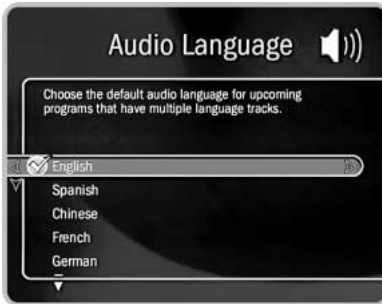 Audio Language
Choose the default audio language for upcoming
programs that have multiple language tracks.
English
Spanish
Chinese
French
German